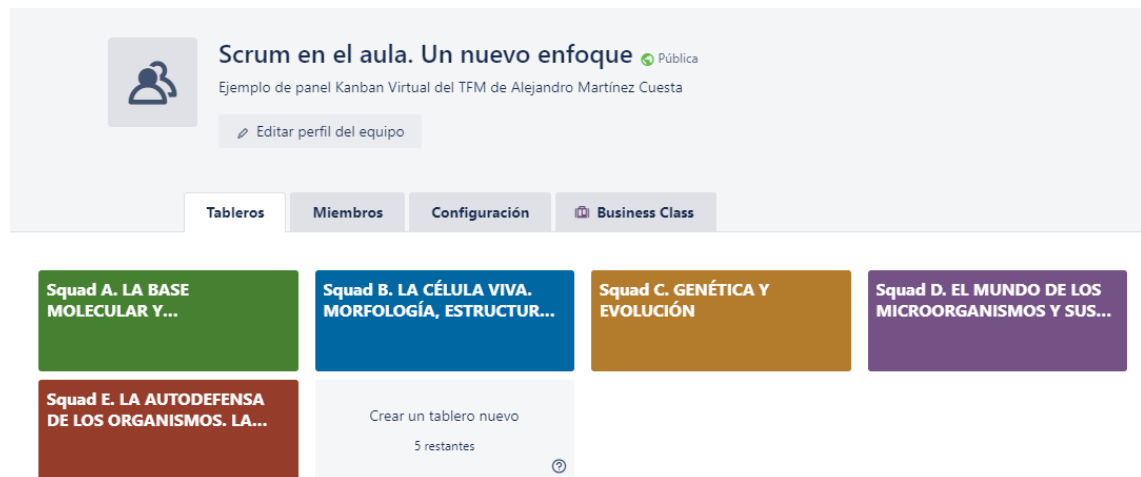 Scrum en el aula. Un nuevo enfoque Pública
Ejemplo de panel Kanban Virtual del TFM de Alejandro Martínez Cuesta
Editar perfil del equipo
Tableros Miembros Configuración Business Class
Squad A. LA BASE
MOLECULAR Y...
Squad B. LA CÉLULA VIVA.
MORFOLOGÍA, ESTRUCTUR...
Squad C. GENÉTICA Y
EVOLUCIÓN
Squad D. EL MUNDO DE LOS
MICROORGANISMOS Y SUS...
Squad E. LA AUTODEFENSA
DE LOS ORGANISMOS. LA...
Crear un tablero nuevo
5 restantes